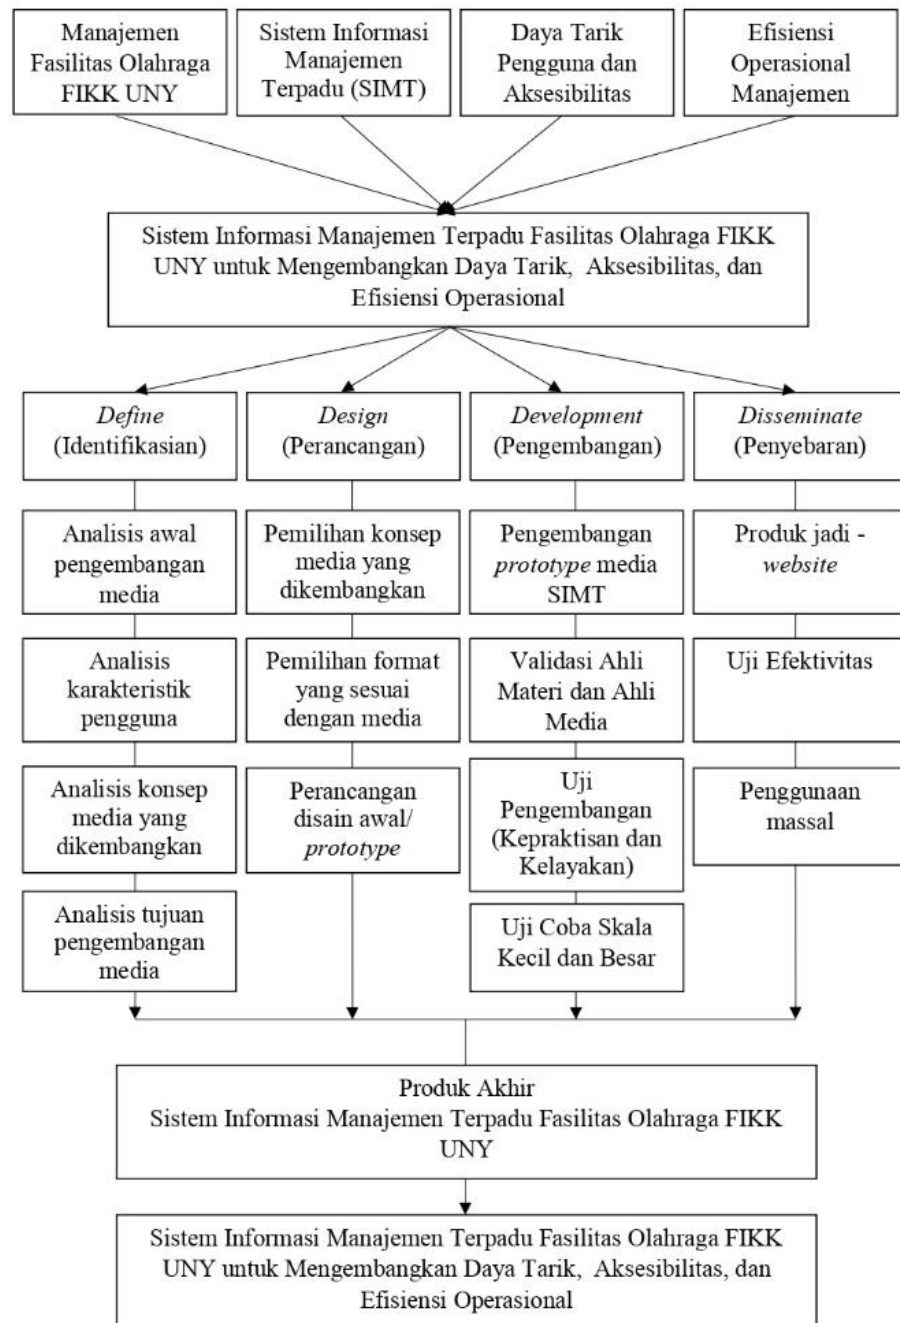 Manajemen
Fasilitas Olahraga
FIKK UNY
Sistem Informasi
Manajemen
Terpadu (SIMT)
Daya Tarik
Pengguna dan
Aksesibilitas
Efisiensi
Operasional
Manajemen
Sistem Informasi Manajemen Terpadu Fasilitas Olahraga FIKK
UNY untuk Mengembangkan Daya Tarik, Aksesibilitas, dan
Efisiensi Operasional
Define
(Identifikasian)
Design
(Perancangan)
Development
(Pengembangan)
Disseminate
(Penyebaran)
Analisis awal
pengembangan
media
Pemilihan konsep
media yang
dikembangkan
Pengembangan
prototype media
SIMT
Produk jadi -
website
Analisis
karakteristik
pengguna
Pemilihan format
yang sesuai
dengan media
Validasi Ahli
Materi dan Ahli
Media
Uji Efektivitas
Analisis konsep
media yang
dikembangkan
Perancangan
disain awal/
prototype
Uji
Pengembangan
(Kepraktisan dan
Kelayakan)
Penggunaan
massal
Analisis tujuan
pengembangan
media
Uji Coba Skala
Kecil dan Besar
Produk Akhir
Sistem Informasi Manajemen Terpadu Fasilitas Olahraga FIKK
UNY
Sistem Informasi Manajemen Terpadu Fasilitas Olahraga FIKK
UNY untuk Mengembangkan Daya Tarik, Aksesibilitas, dan
Efisiensi Operasional